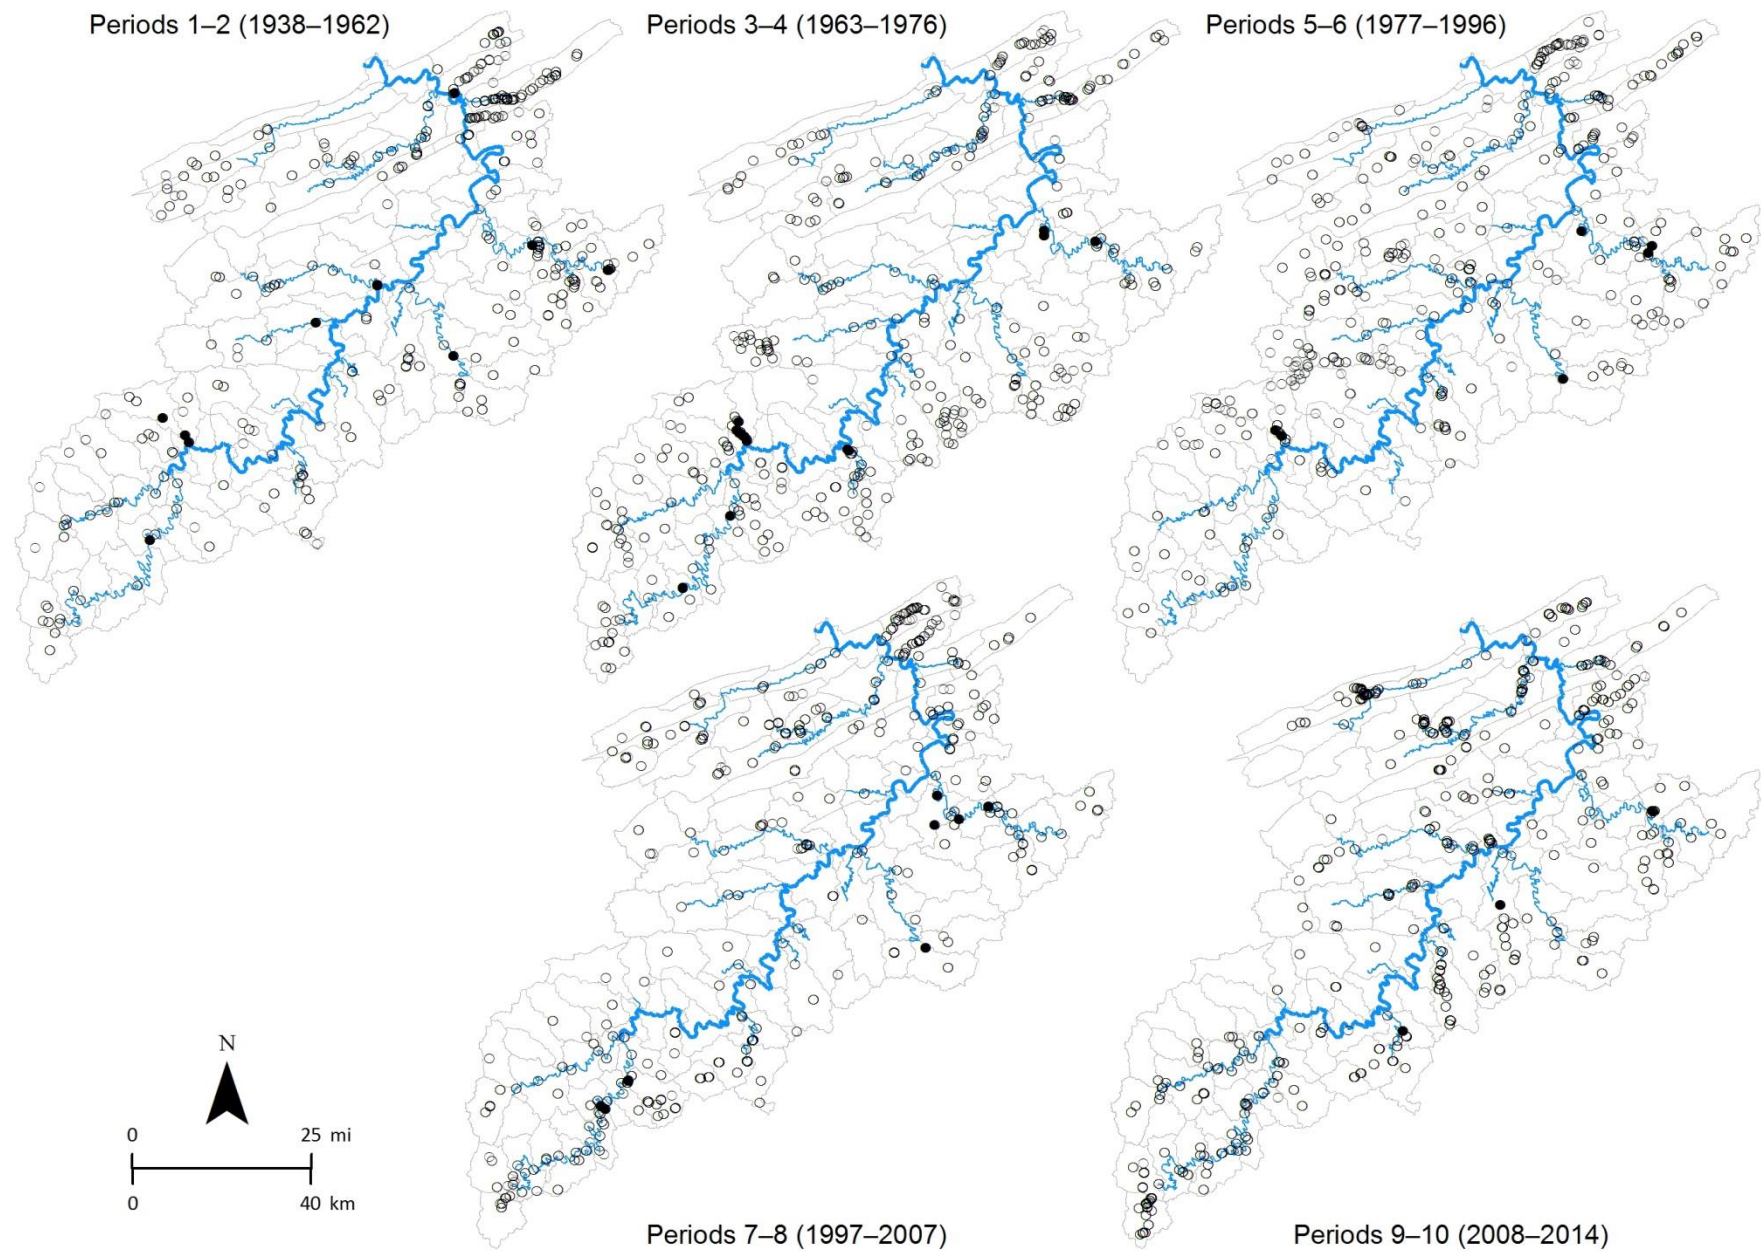 Periods 1–2 (1938–1962)
Periods 3–4 (1963–1976)
Periods 5–6 (1977–1996)
N
0 25 mi
0 40 km
Periods 7–8 (1997–2007)
Periods 9–10 (2008–2014)